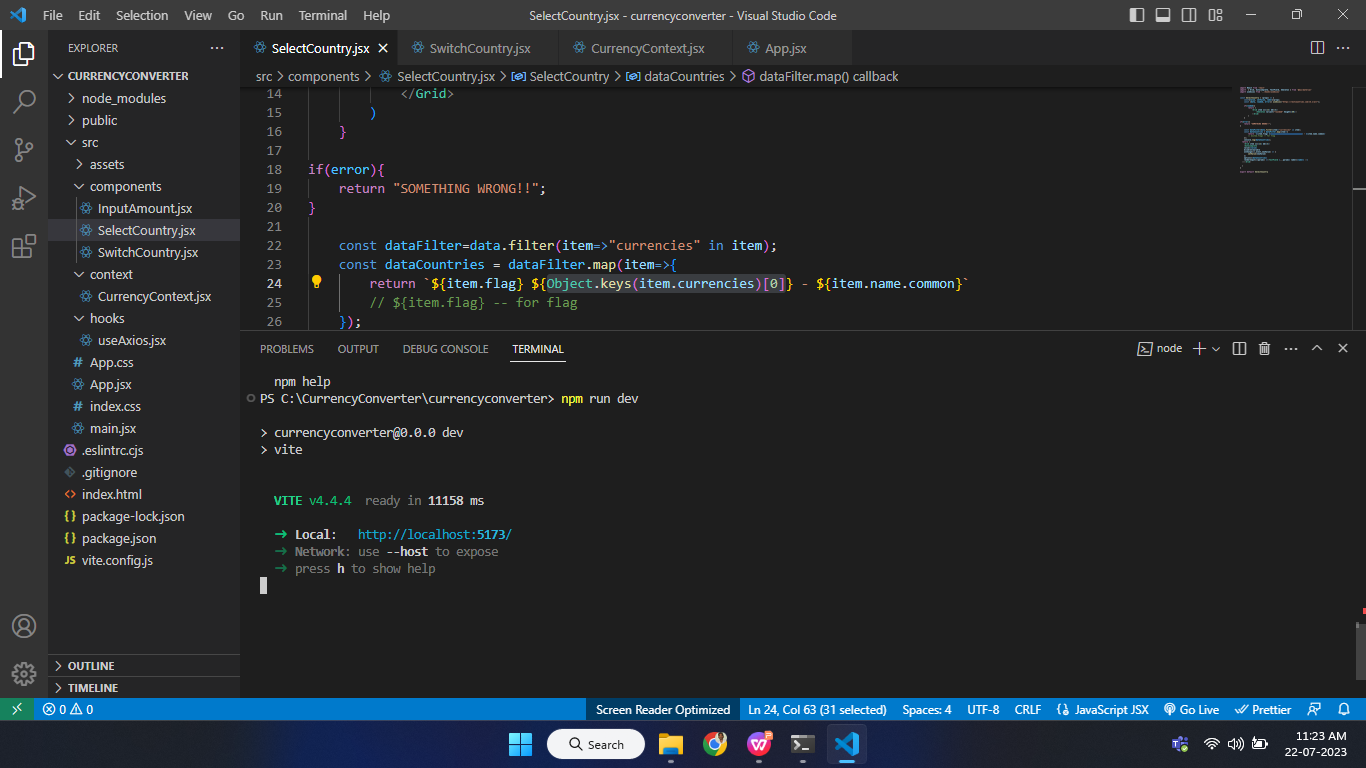 File Edit Selection View Go Run Terminal Help SelectCountry.jsx - currencyconverter - Visual Studio Code
EXPLORER
CURRENCYCONVERTER
node_modules
public
src
assets
components
InputAmount.jsx
SelectCountry.jsx
SwitchCountry.jsx
context
CurrencyContext.jsx
hooks
useAxios.jsx
# App.css
App.jsx
# index.css
main.jsx
.eslintrc.cjs
.gitignore
<> index.html
{} package-lock.json
{} package.json
JS vite.config.js
OUTLINE
TIMELINE
SelectCountry.jsx SwitchCountry.jsx CurrencyContext.jsx App.jsx
src > components > SelectCountry.jsx > SelectCountry > dataCountries > dataFilter.map() callback
14 </Grid>
15 )
16 }
17
18 if(error){
19 return "SOMETHING WRONG!!";
20 }
21
22 const dataFilter=data.filter(item=>"currencies" in item);
23 const dataCountries = dataFilter.map(item=>{
24 return `${item.flag} ${Object.keys(item.currencies)[0]} - ${item.name.common}`
25 // ${item.flag} -- for flag
26 });
PROBLEMS OUTPUT DEBUG CONSOLE TERMINAL node
npm help
PS C:\CurrencyConverter\currencyconverter> npm run dev
> currencyconverter@0.0.0 dev
> vite
VITE v4.4.4 ready in 11158 ms
➜ Local: http://localhost:5173/
➜ Network: use --host to expose
➜ press h to show help
0 0 Screen Reader Optimized Ln 24, Col 63 (31 selected) Spaces: 4 UTF-8 CRLF {} JavaScript JSX Go Live Prettier
Search
11:23 AM
22-07-2023